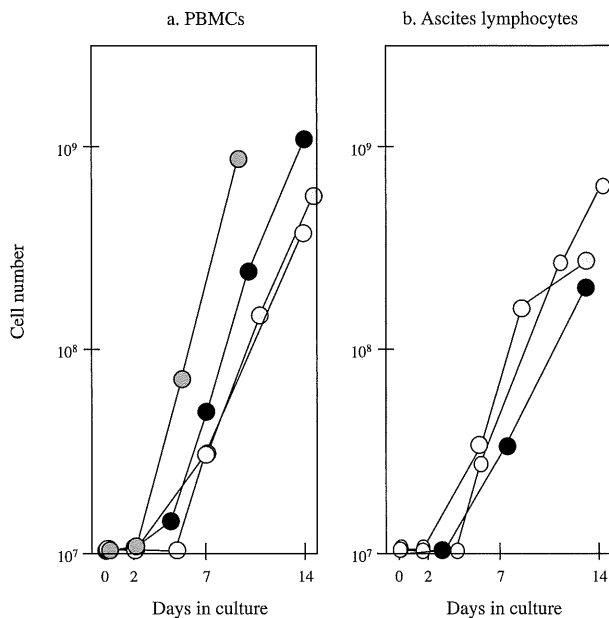 a. PBMCs
b. Ascites lymphocytes
Cell number
10⁹
10⁸
10⁷
0 2 7 14
Days in culture
10⁹
10⁸
10⁷
0 2 7 14
Days in culture